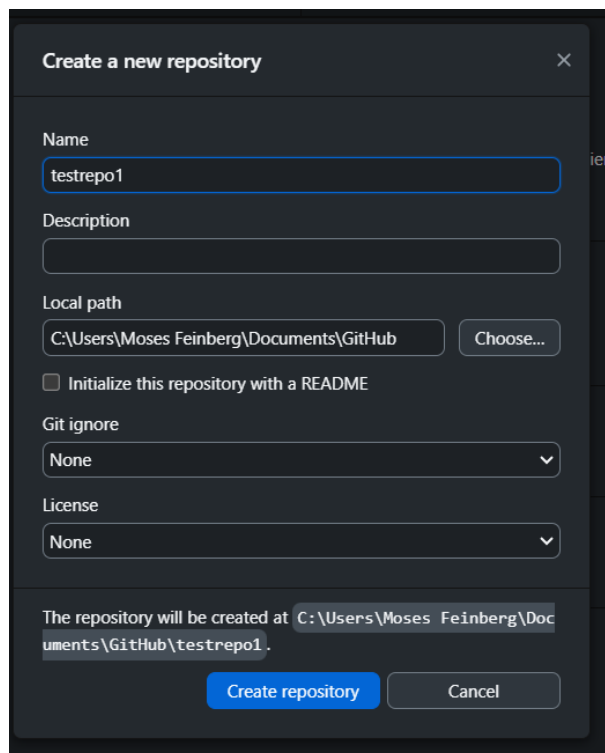 Create a new repository
Name
testrepo1
Description
Local path
C:\Users\Moses Feinberg\Documents\GitHub
Choose...
Initialize this repository with a README
Git ignore
None
License
None
The repository will be created at C:\Users\Moses Feinberg\Doc
uments\GitHub\testrepo1.
Create repository
Cancel